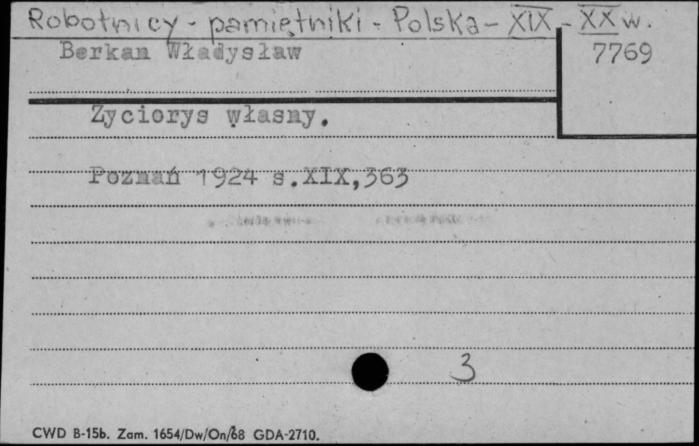 Robotnicy - pamiętniki - Polska - XIX - XX w.
Berkan Władysław
7769
Życiorys własny.
Poznań 1924 s.XIX,363
3
CWD B-15b. Zam. 1654/Dw/On/68 GDA-2710.